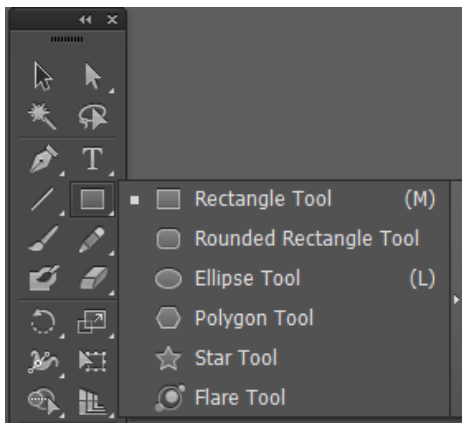 Rectangle Tool (M)
Rounded Rectangle Tool
Ellipse Tool (L)
Polygon Tool
Star Tool
Flare Tool